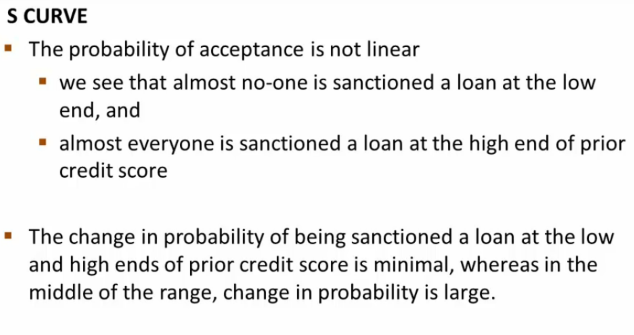 S CURVE
The probability of acceptance is not linear
we see that almost no-one is sanctioned a loan at the low
end, and
almost everyone is sanctioned a loan at the high end of prior
credit score
The change in probability of being sanctioned a loan at the low
and high ends of prior credit score is minimal, whereas in the
middle of the range, change in probability is large.